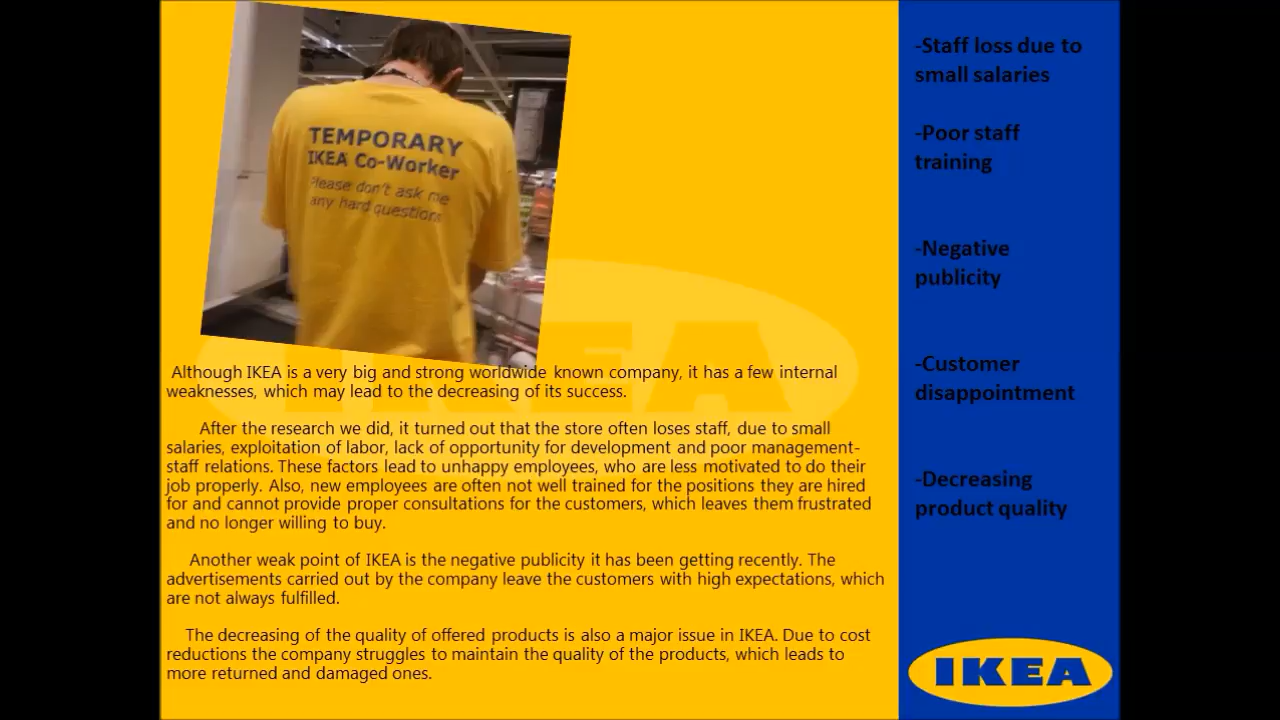 TEMPORARY
IKEA Co-Worker
Please don't ask me
any hard questions
Although IKEA is a very big and strong worldwide known company, it has a few internal
weaknesses, which may lead to the decreasing of its success.
After the research we did, it turned out that the store often loses staff, due to small
salaries, exploitation of labor, lack of opportunity for development and poor management-
staff relations. These factors lead to unhappy employees, who are less motivated to do their
job properly. Also, new employees are often not well trained for the positions they are hired
for and cannot provide proper consultations for the customers, which leaves them frustrated
and no longer willing to buy.
Another weak point of IKEA is the negative publicity it has been getting recently. The
advertisements carried out by the company leave the customers with high expectations, which
are not always fulfilled.
The decreasing of the quality of offered products is also a major issue in IKEA. Due to cost
reductions the company struggles to maintain the quality of the products, which leads to
more returned and damaged ones.
IKEA
-Staff loss due to
small salaries
-Poor staff
training
-Negative
publicity
-Customer
disappointment
-Decreasing
product quality
IKEA